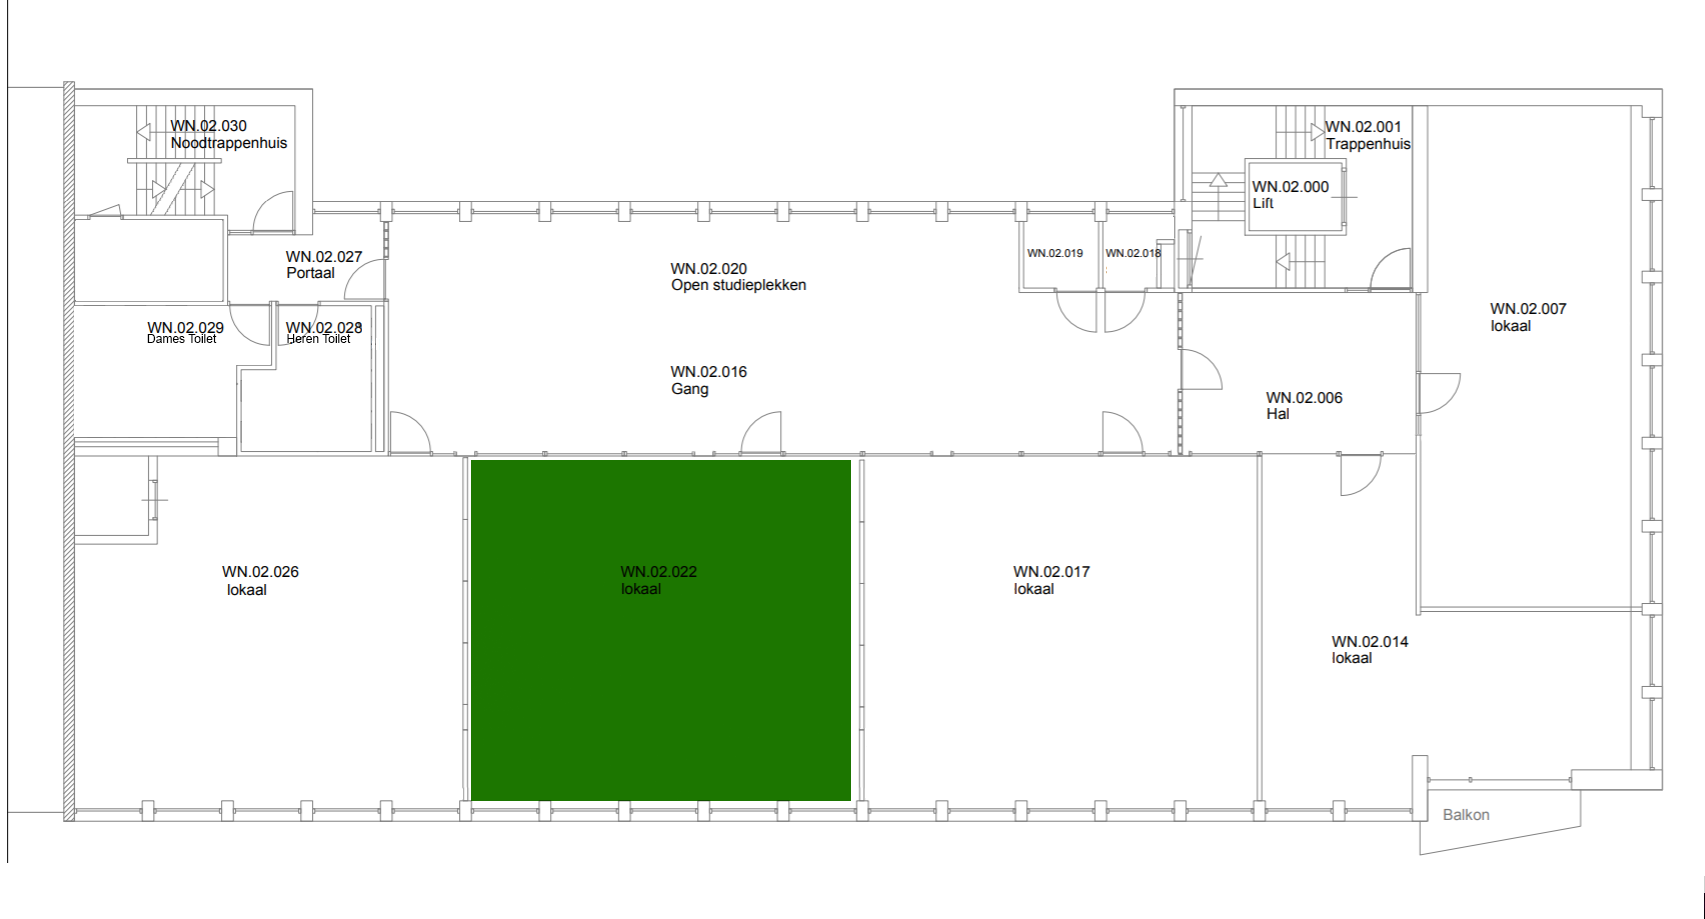 WN.02.030
Noodtrappenhuis
WN.02.001
Trappenhuis
WN.02.000
Lift
WN.02.027
Portaal
WN.02.020
Open studieplekken
WN.02.019
WN.02.018
WN.02.007
lokaal
WN.02.029
Dames Toilet
WN.02.028
Heren Toilet
WN.02.016
Gang
WN.02.006
Hal
WN.02.026
lokaal
WN.02.022
lokaal
WN.02.017
lokaal
WN.02.014
lokaal
Balkon